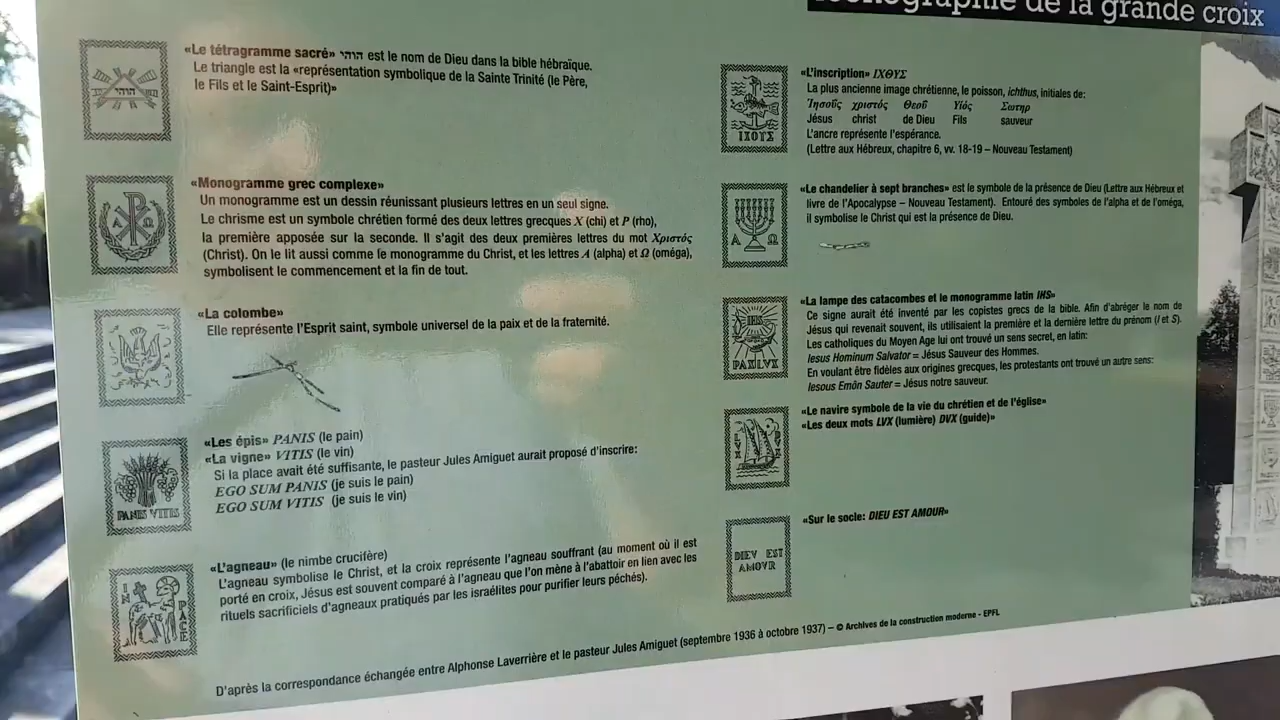 de la grande croix
«Le tétragramme sacré» יהוה est le nom de Dieu dans la bible hébraïque.
Le triangle est la «représentation symbolique de la Sainte Trinité (le Père,
le Fils et le Saint-Esprit)»
«Monogramme grec complexe»
Un monogramme est un dessin réunissant plusieurs lettres en un seul signe.
Le chrisme est un symbole chrétien formé des deux lettres grecques X (chi) et P (rho),
la première apposée sur la seconde. Il s'agit des deux premières lettres du mot Χριστός
(Christ). On le lit aussi comme le monogramme du Christ, et les lettres A (alpha) et Ω (oméga),
symbolisent le commencement et la fin de tout.
«La colombe»
Elle représente l'Esprit saint, symbole universel de la paix et de la fraternité.
PANIS VITIS
«Les épis» PANIS (le pain)
«La vigne» VITIS (le vin)
Si la place avait été suffisante, le pasteur Jules Amiguet aurait proposé d'inscrire:
EGO SUM PANIS (je suis le pain)
EGO SUM VITIS (je suis le vin)
IN PACE
«L'agneau» (le nimbe crucifère)
L'agneau symbolise le Christ, et la croix représente l'agneau souffrant (au moment où il est
porté en croix, Jésus est souvent comparé à l'agneau que l'on mène à l'abattoir en lien avec les
rituels sacrificiels d'agneaux pratiqués par les israélites pour purifier leurs péchés).
ΙΧΘΥΣ
«L'inscription» ΙΧΘΥΣ
La plus ancienne image chrétienne, le poisson, ichthus, initiales de:
Ἰησοῦς χριστός Θεοῦ Υἱός Σωτηρ
Jésus christ de Dieu Fils sauveur
L'ancre représente l'espérance.
(Lettre aux Hébreux, chapitre 6, vv. 18-19 – Nouveau Testament)
A Ω
«Le chandelier à sept branches» est le symbole de la présence de Dieu (Lettre aux Hébreux et
livre de l'Apocalypse – Nouveau Testament). Entouré des symboles de l'alpha et de l'oméga,
il symbolise le Christ qui est la présence de Dieu.
IHS
PAX LVX
«La lampe des catacombes et le monogramme latin IHS»
Ce signe aurait été inventé par les copistes grecs de la bible. Afin d'abréger le nom de
Jésus qui revenait souvent, ils utilisaient la première et la dernière lettre du prénom (I et S).
Les catholiques du Moyen Age lui ont trouvé un sens secret, en latin:
Iesus Hominum Salvator = Jésus Sauveur des Hommes.
En voulant être fidèles aux origines grecques, les protestants ont trouvé un autre sens:
Iesous Emôn Sauter = Jésus notre sauveur.
«Le navire symbole de la vie du chrétien et de l'église»
«Les deux mots LVX (lumière) DVX (guide)»
DIEV EST
AMOVR
«Sur le socle: DIEU EST AMOUR»
D'après la correspondance échangée entre Alphonse Laverrière et le pasteur Jules Amiguet (septembre 1936 à octobre 1937) – © Archives de la construction moderne - EPFL